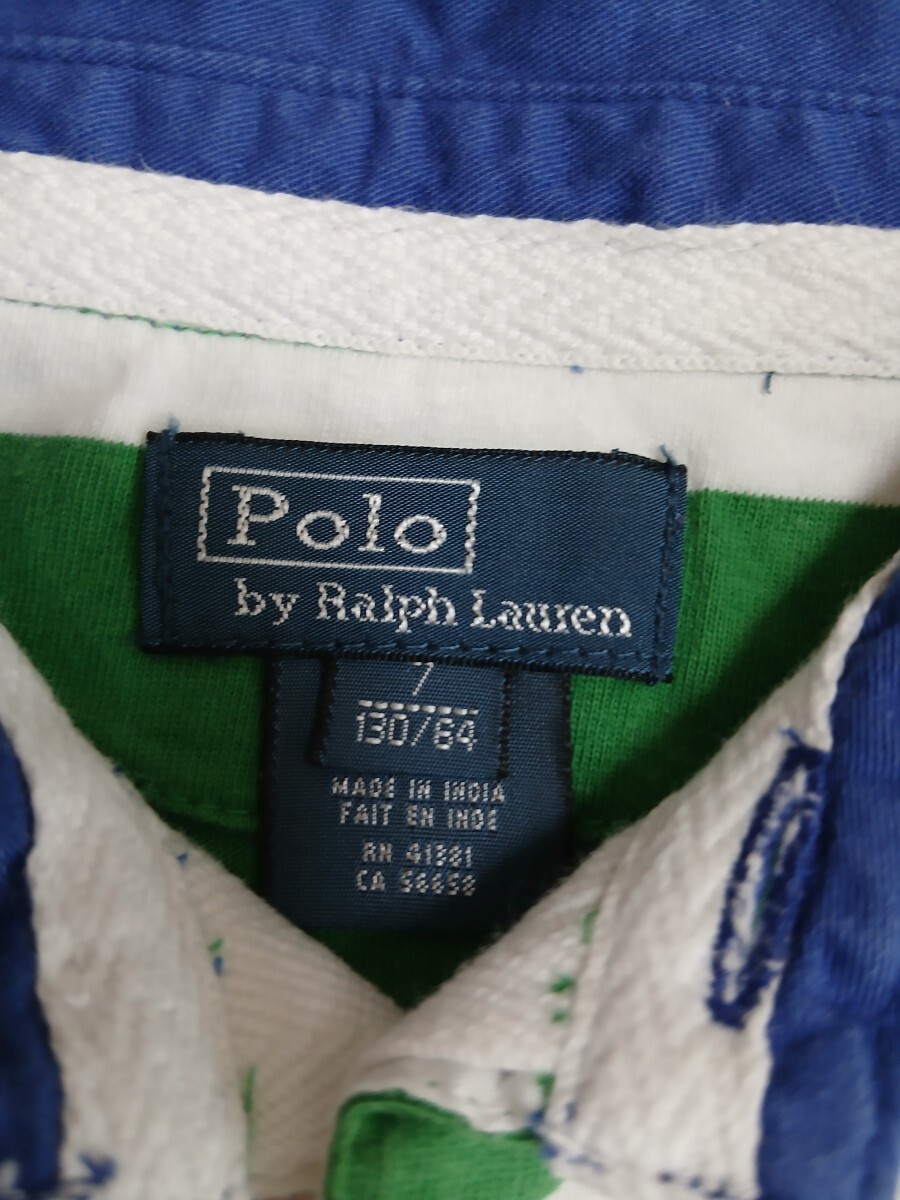 Polo
by Ralph Lauren
7
130/64
MADE IN INDIA
FAIT EN INDE
RN 41381
CA 56658